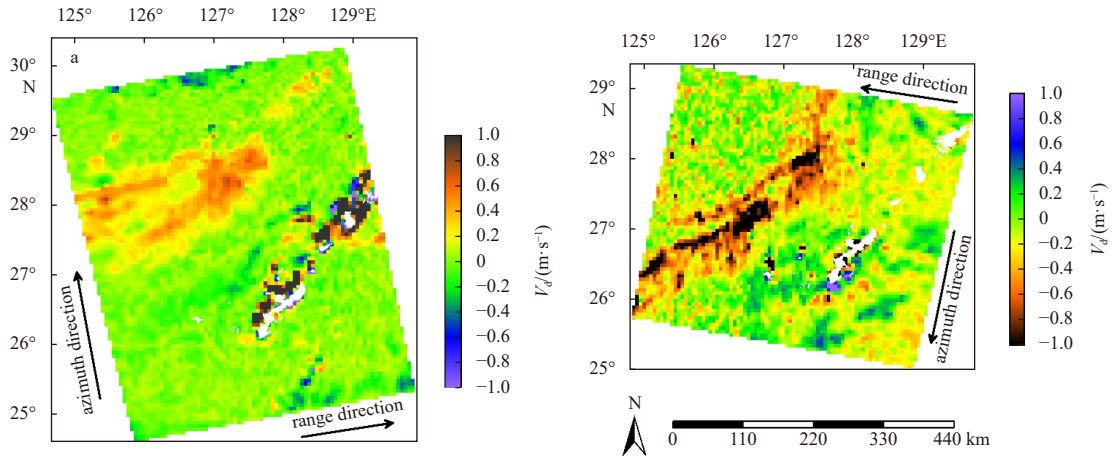 125° 126° 127° 128° 129°E
a
30°
N
29°
28°
27°
26°
25°
azimuth direction
range direction
1.0
0.8
0.6
0.4
0.2
0
−0.2
−0.4
−0.6
−0.8
−1.0
V_d/(m·s⁻¹)
125° 126° 127° 128° 129°E
29°
N
28°
27°
26°
25°
range direction
azimuth direction
1.0
0.8
0.6
0.4
0.2
0
−0.2
−0.4
−0.6
−0.8
−1.0
V_d/(m·s⁻¹)
N
0 110 220 330 440 km